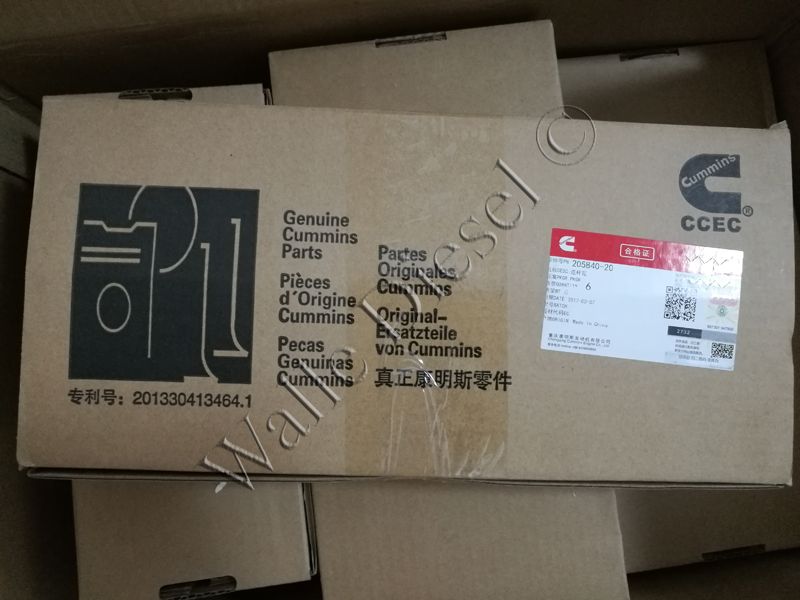 Genuine
Cummins
Parts
Pièces
d'Origine
Cummins
Pecas
Genuinas
Cummins
Partes
Originales
Cummins
Original-
Ersatzteile
von Cummins
真正康明斯零件
专利号：201330413464.1
Cummins
CCEC®
合格证
205840-20
6
Made in China
2732
Walle Diesel ©